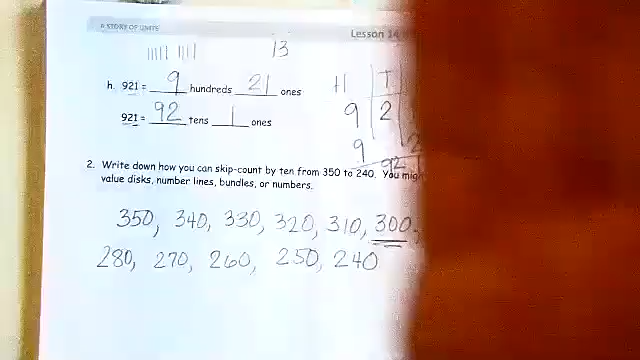 A STORY OF UNITS
Lesson 14
13
h. 921 = 9 hundreds 21 ones
H T
9 2
921 = 92 tens 1 ones
9
92
2. Write down how you can skip-count by ten from 350 to 240. You
value disks, number lines, bundles, or numbers.
350, 340, 330, 320, 310, 300,
280, 270, 260, 250, 240